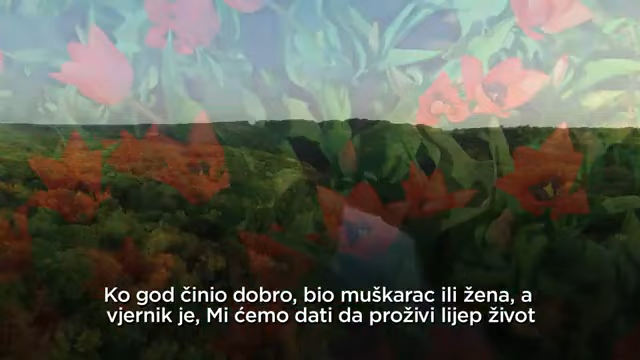 Ko god činio dobro, bio muškarac ili žena, a
vjernik je, Mi ćemo dati da proživi lijep život